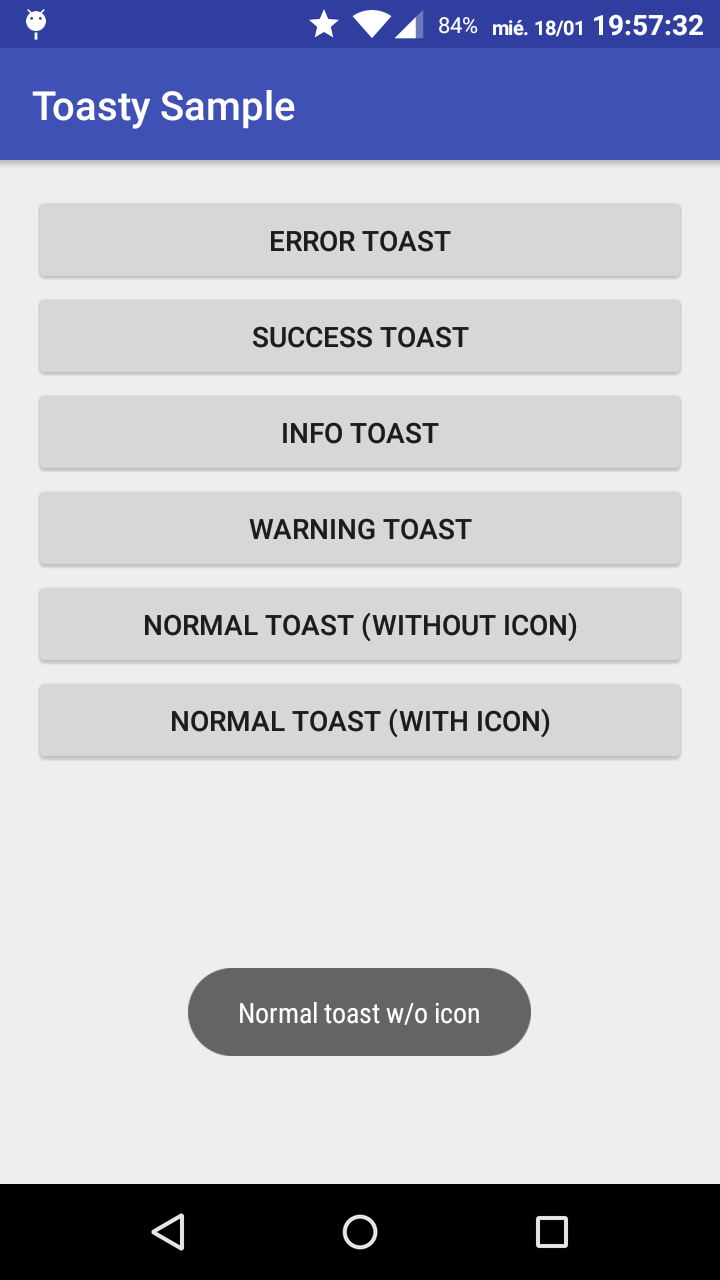 84% mié. 18/01 19:57:32
Toasty Sample
ERROR TOAST
SUCCESS TOAST
INFO TOAST
WARNING TOAST
NORMAL TOAST (WITHOUT ICON)
NORMAL TOAST (WITH ICON)
Normal toast w/o icon